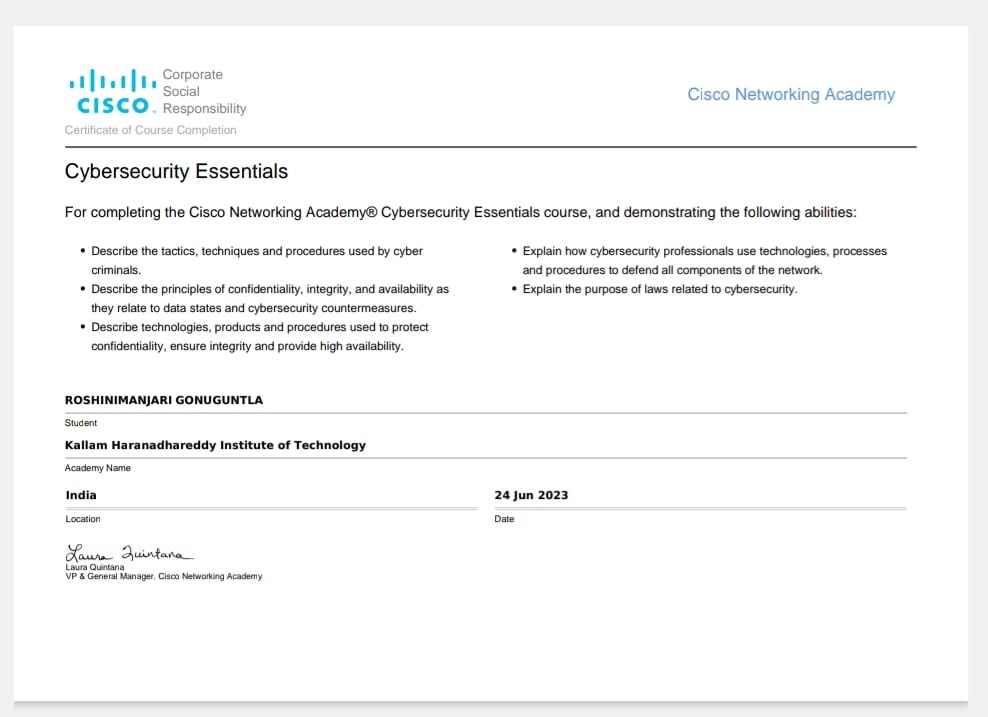 Corporate
Social
CISCO Responsibility
Cisco Networking Academy
Certificate of Course Completion
Cybersecurity Essentials
For completing the Cisco Networking Academy® Cybersecurity Essentials course, and demonstrating the following abilities:
• Describe the tactics, techniques and procedures used by cyber
criminals.
• Describe the principles of confidentiality, integrity, and availability as
they relate to data states and cybersecurity countermeasures.
• Describe technologies, products and procedures used to protect
confidentiality, ensure integrity and provide high availability.
• Explain how cybersecurity professionals use technologies, processes
and procedures to defend all components of the network.
• Explain the purpose of laws related to cybersecurity.
ROSHINIMANJARI GONUGUNTLA
Student
Kallam Haranadhareddy Institute of Technology
Academy Name
India
Location
24 Jun 2023
Date
Laura Quintana
Laura Quintana
VP & General Manager, Cisco Networking Academy